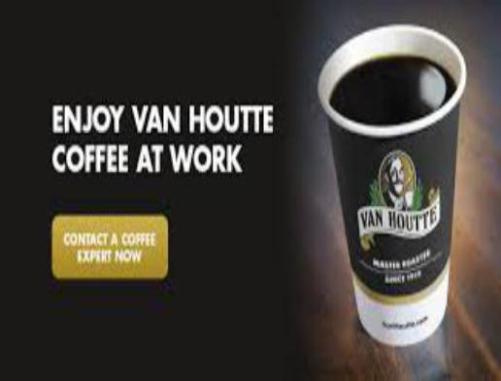 ENJOY VAN HOUTTE
COFFEE AT WORK
CONTACT A COFFEE
EXPERT NOW
VAN HOUTTE
MASTER ROASTER
SINCE 1919